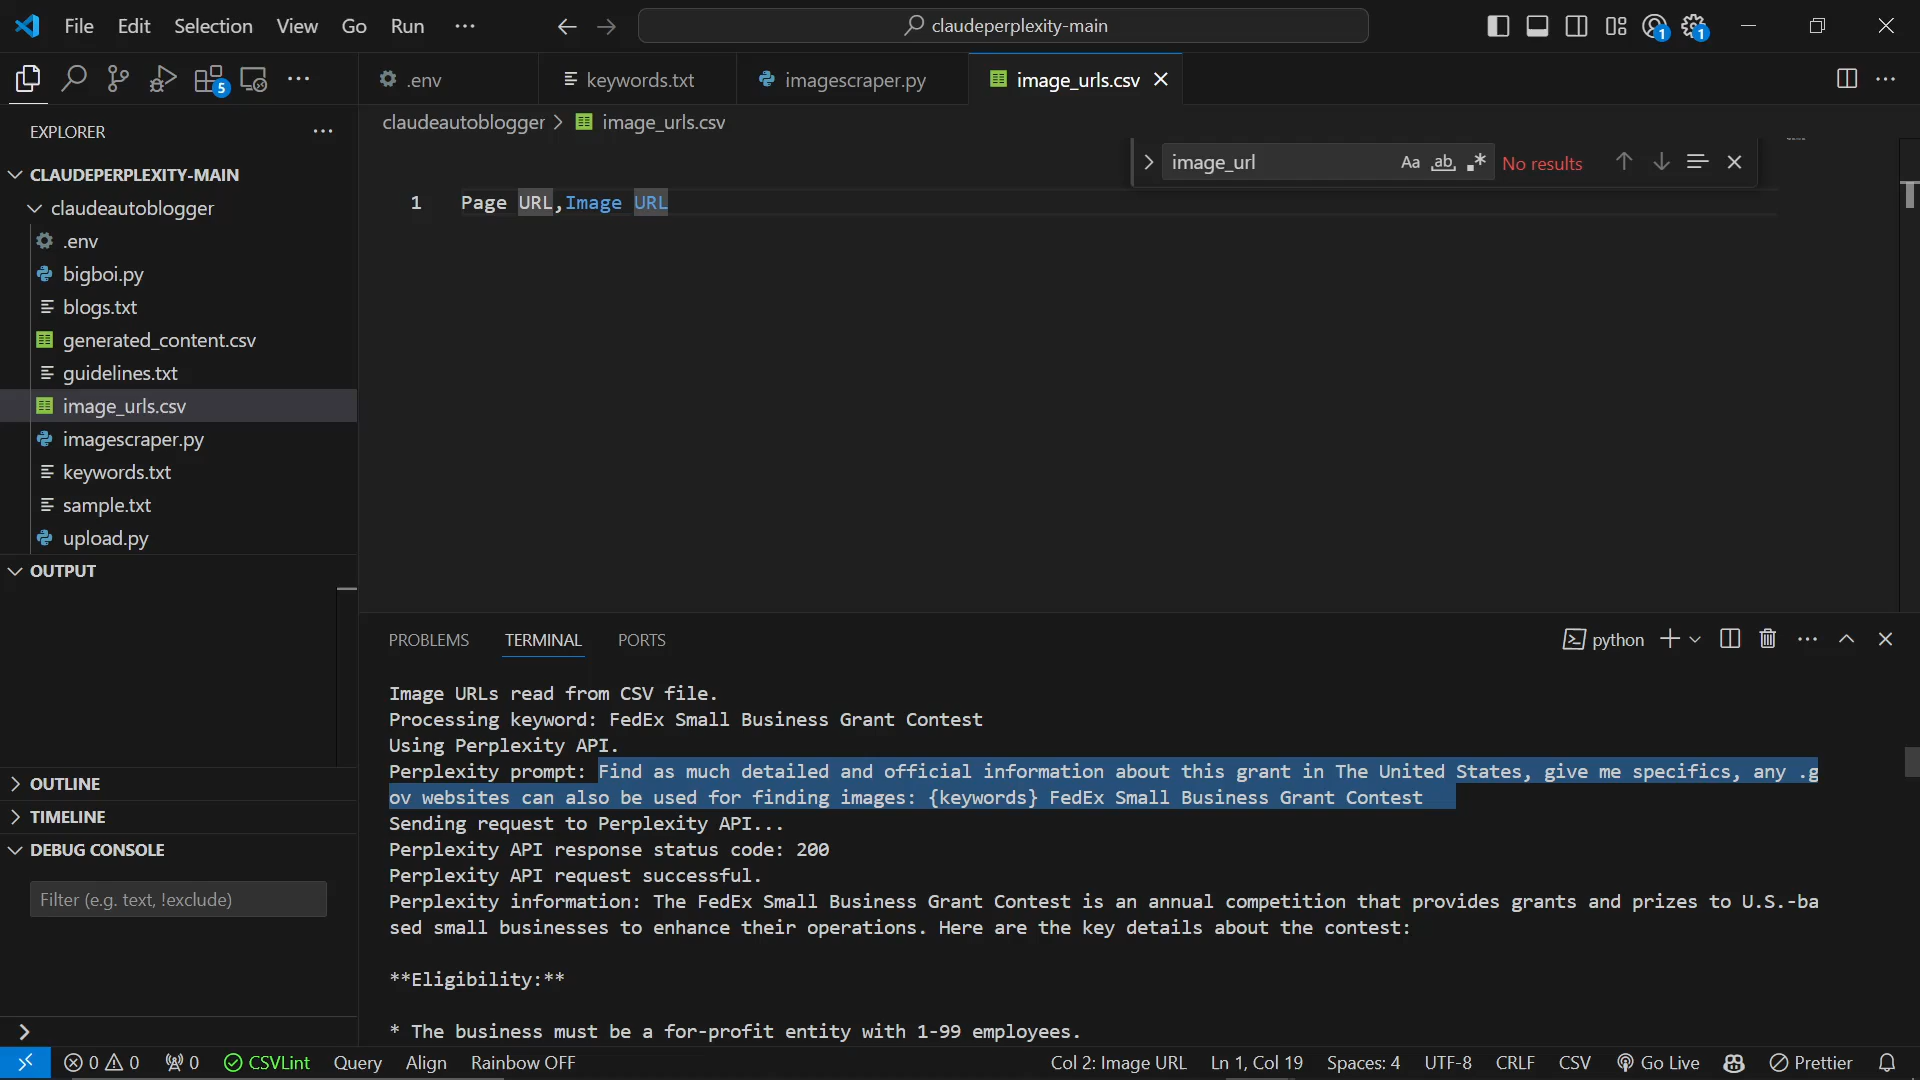 File Edit Selection View Go Run ···
claudeperplexity-main
1
1
5
.env
keywords.txt
imagescraper.py
image_urls.csv
EXPLORER
claudeautoblogger > image_urls.csv
image_url
Aa ab, .* No results
CLAUDEPERPLEXITY-MAIN
claudeautoblogger
.env
bigboi.py
blogs.txt
generated_content.csv
guidelines.txt
image_urls.csv
imagescraper.py
keywords.txt
sample.txt
upload.py
1 Page URL,Image URL
OUTPUT
OUTLINE
TIMELINE
DEBUG CONSOLE
Filter (e.g. text, !exclude)
PROBLEMS TERMINAL PORTS
python
Image URLs read from CSV file.
Processing keyword: FedEx Small Business Grant Contest
Using Perplexity API.
Perplexity prompt: Find as much detailed and official information about this grant in The United States, give me specifics, any .g
ov websites can also be used for finding images: {keywords} FedEx Small Business Grant Contest
Sending request to Perplexity API...
Perplexity API response status code: 200
Perplexity API request successful.
Perplexity information: The FedEx Small Business Grant Contest is an annual competition that provides grants and prizes to U.S.-ba
sed small businesses to enhance their operations. Here are the key details about the contest:
**Eligibility:**
* The business must be a for-profit entity with 1-99 employees.
0 0 0 CSVLint Query Align Rainbow OFF
Col 2: Image URL Ln 1, Col 19 Spaces: 4 UTF-8 CRLF CSV Go Live Prettier